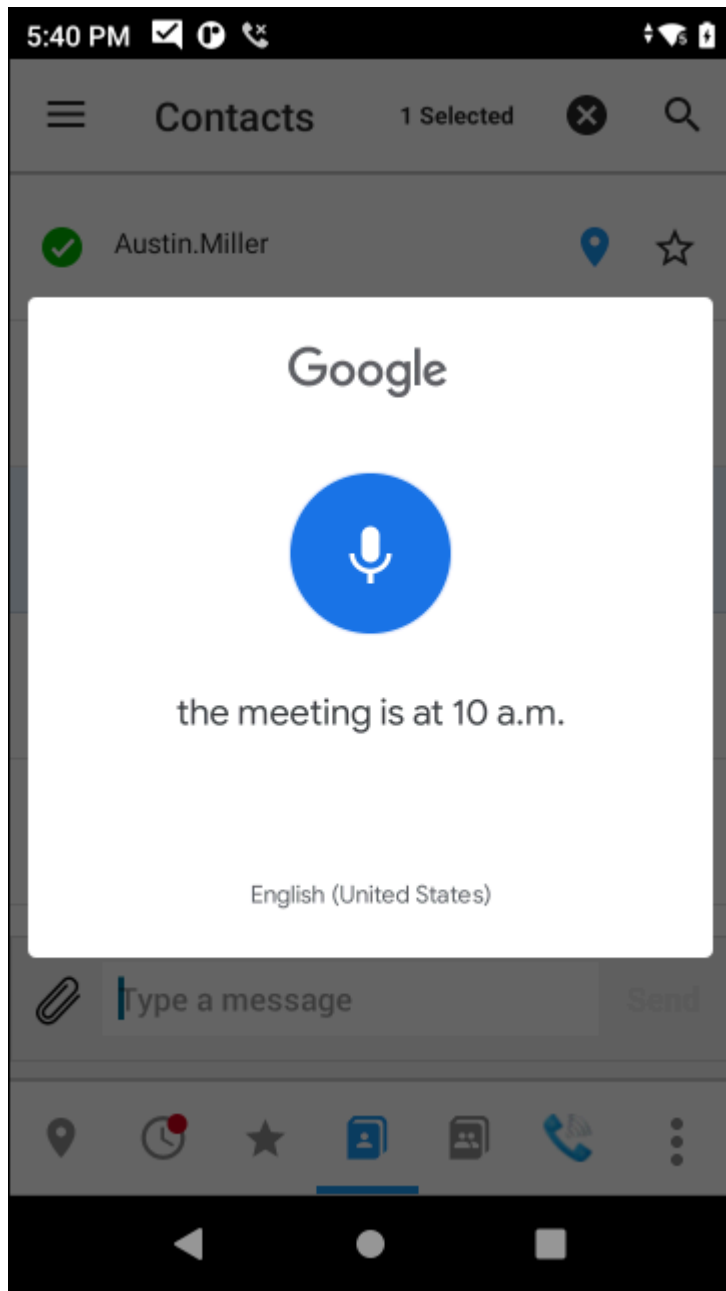 5:40 PM
Contacts 1 Selected
Austin.Miller
Google
the meeting is at 10 a.m.
English (United States)
Type a message Send